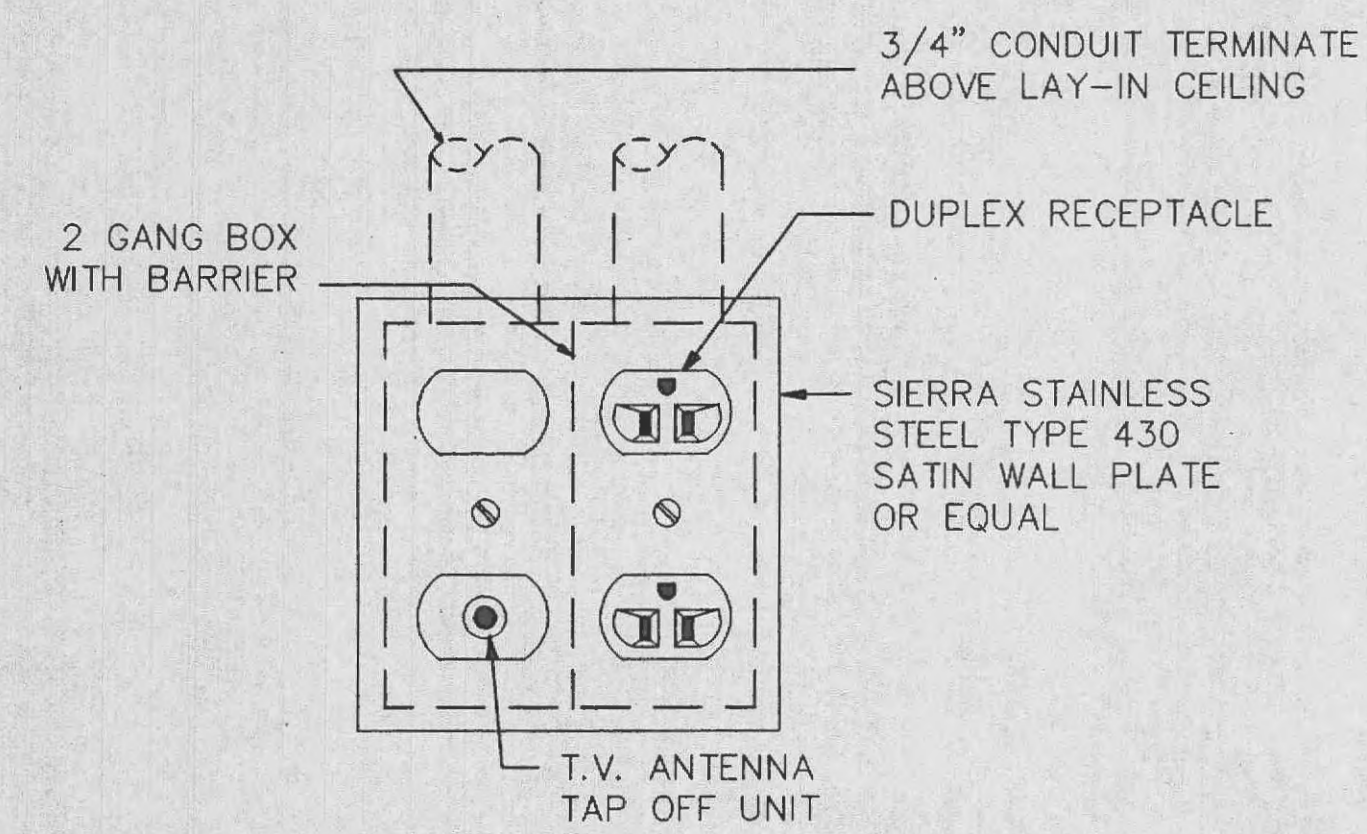 3/4" CONDUIT TERMINATE
ABOVE LAY-IN CEILING
2 GANG BOX
WITH BARRIER
DUPLEX RECEPTACLE
SIERRA STAINLESS
STEEL TYPE 430
SATIN WALL PLATE
OR EQUAL
T.V. ANTENNA
TAP OFF UNIT